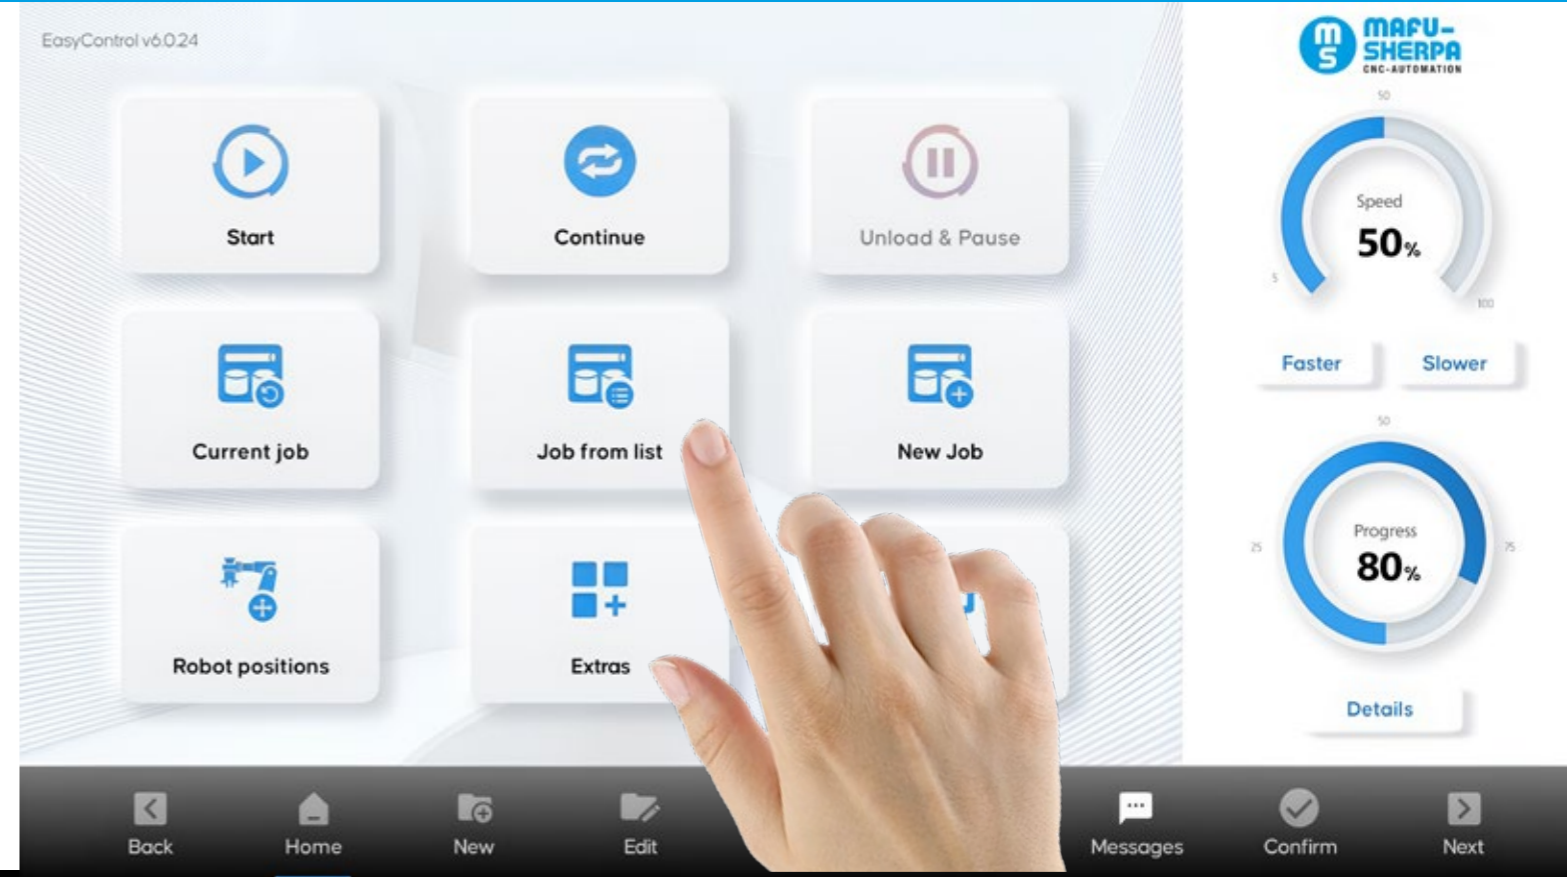 EasyControl v6.0.24
MAFU-
SHERPA
CNC-AUTOMATION
ms
Start
Continue
Unload & Pause
50
Speed
50%
5
100
Faster
Slower
Current job
Job from list
New Job
50
Progress
80%
25
75
Robot positions
Extras
Details
Back
Home
New
Edit
Messages
Confirm
Next